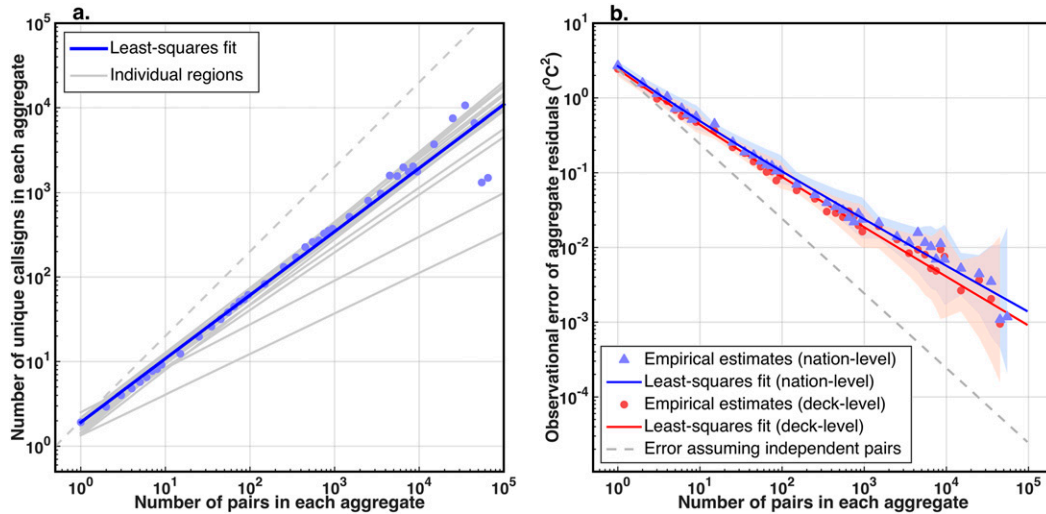 a.
Least-squares fit
Individual regions
Number of unique callsigns in each aggregate
10^5
10^4
10^3
10^2
10^1
10^0
10^0 10^1 10^2 10^3 10^4 10^5
Number of pairs in each aggregate
b.
Observational error of aggregate residuals (°C^2)
10^1
10^0
10^-1
10^-2
10^-3
10^-4
Empirical estimates (nation-level)
Least-squares fit (nation-level)
Empirical estimates (deck-level)
Least-squares fit (deck-level)
Error assuming independent pairs
10^0 10^1 10^2 10^3 10^4 10^5
Number of pairs in each aggregate